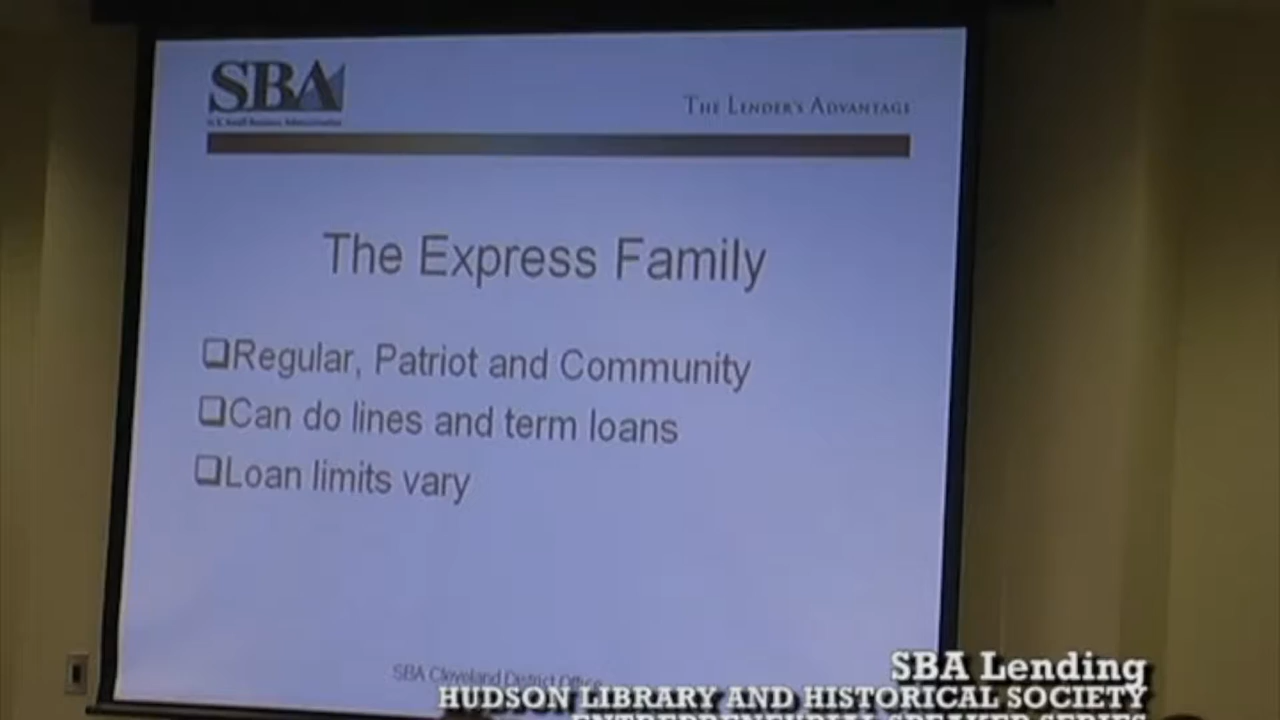 SBA
U.S. Small Business Administration
THE LENDER'S ADVANTAGE
The Express Family
❑Regular, Patriot and Community
❑Can do lines and term loans
❑Loan limits vary
SBA Cleveland District Office
SBA Lending
HUDSON LIBRARY AND HISTORICAL SOCIETY
ENTREPRENEURIAL SPEAKER SERIES